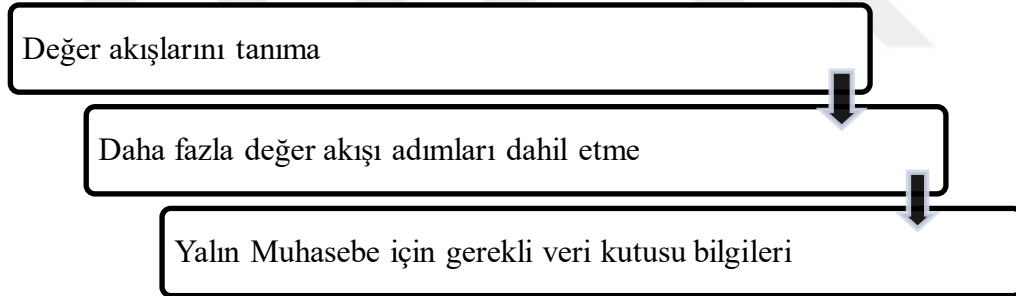 Değer akışlarını tanıma
Daha fazla değer akışı adımları dahil etme
Yalın Muhasebe için gerekli veri kutusu bilgileri